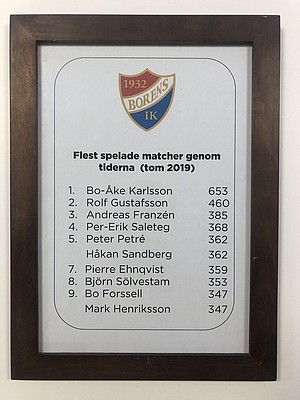 1932
BORENS
IK
Flest spelade matcher genom
tiderna (tom 2019)
1. Bo-Åke Karlsson 653
2. Rolf Gustafsson 460
3. Andreas Franzén 385
4. Per-Erik Saleteg 368
5. Peter Petré 362
Håkan Sandberg 362
7. Pierre Ehnqvist 359
8. Björn Sölvestam 353
9. Bo Forssell 347
Mark Henriksson 347